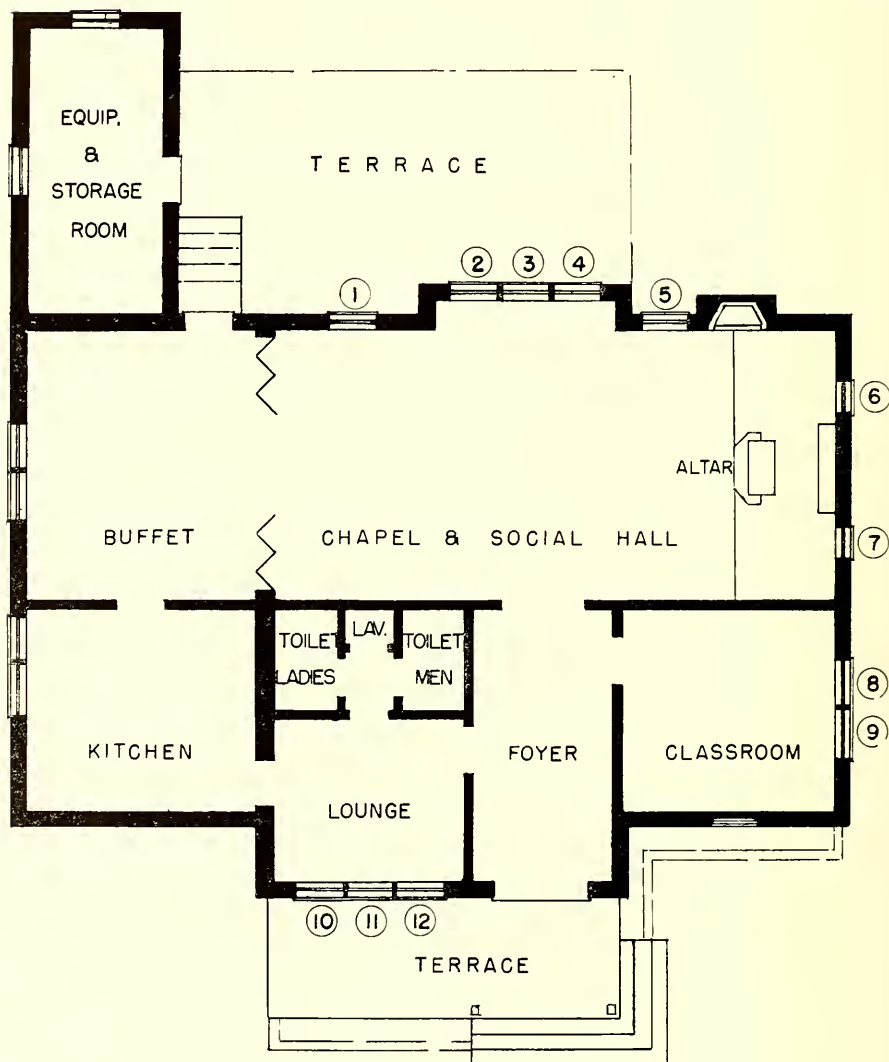 EQUIP.
&
STORAGE
ROOM
TERRACE
1
2
3
4
5
6
ALTAR
BUFFET
CHAPEL & SOCIAL HALL
7
TOILET
LADIES
LAV.
TOILET
MEN
8
9
KITCHEN
LOUNGE
FOYER
CLASSROOM
10
11
12
TERRACE